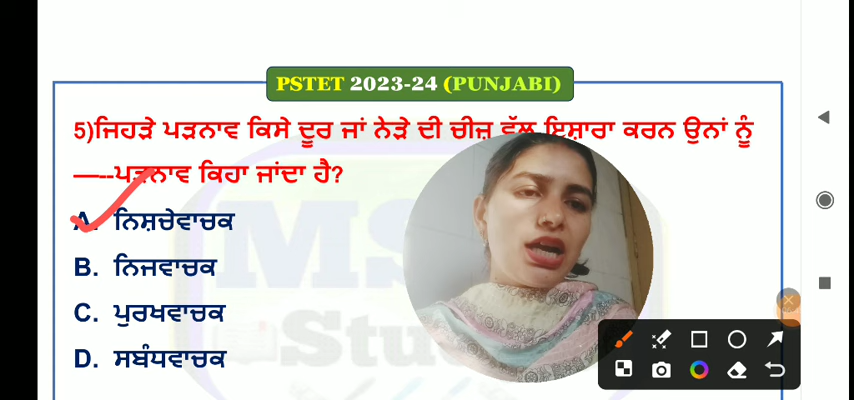 PSTET 2023-24 (PUNJABI)
5)ਜਿਹੜੇ ਪੜਨਾਵ ਕਿਸੇ ਦੂਰ ਜਾਂ ਨੇੜੇ ਦੀ ਚੀਜ਼ ਵੱਲ ਇਸ਼ਾਰਾ ਕਰਨ ਉਨਾਂ ਨੂੰ
—--ਪੜਨਾਵ ਕਿਹਾ ਜਾਂਦਾ ਹੈ?
A. ਨਿਸ਼ਚੇਵਾਚਕ
B. ਨਿਜਵਾਚਕ
C. ਪੁਰਖਵਾਚਕ
D. ਸਬੰਧਵਾਚਕ